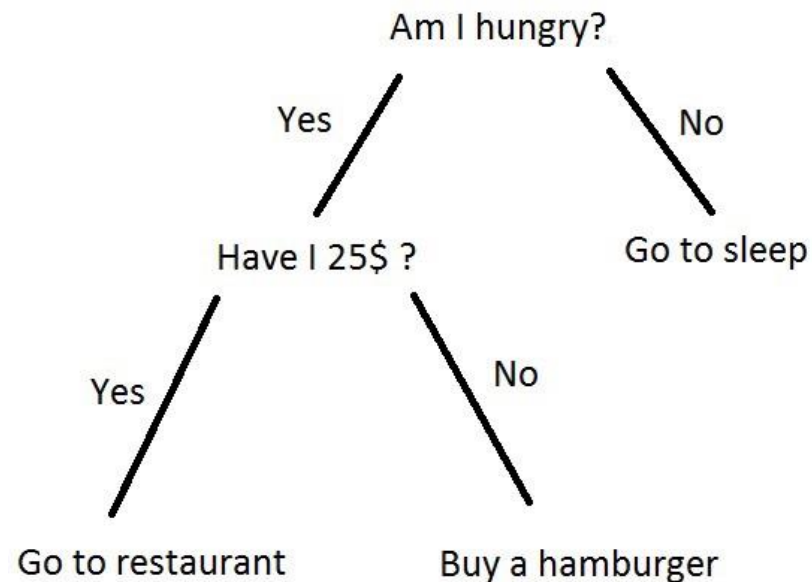 Am I hungry?
Yes
No
Have I 25$ ?
Go to sleep
Yes
No
Go to restaurant
Buy a hamburger